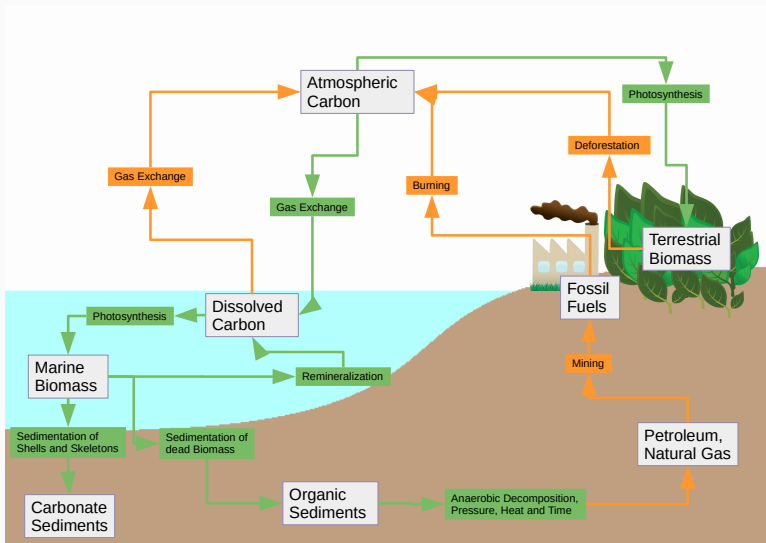 Atmospheric
Carbon
Photosynthesis
Deforestation
Gas Exchange
Burning
Gas Exchange
Terrestrial
Biomass
Fossil
Fuels
Dissolved
Carbon
Photosynthesis
Marine
Biomass
Remineralization
Mining
Sedimentation of
Shells and Skeletons
Sedimentation of
dead Biomass
Petroleum,
Natural Gas
Carbonate
Sediments
Organic
Sediments
Anaerobic Decomposition,
Pressure, Heat and Time